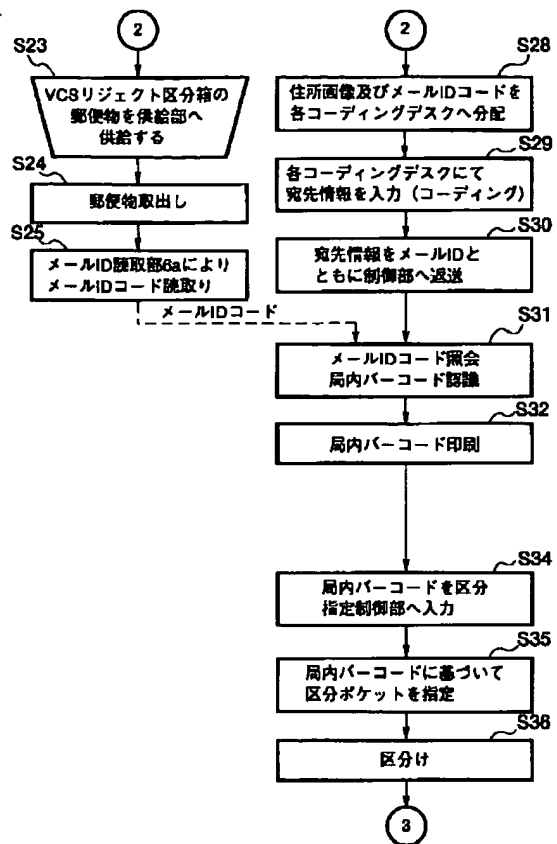 2
S23
VCSリジェクト区分箱の
郵便物を供給部へ
供給する
S24
郵便物取出し
S25
メールID読取部6aにより
メールIDコード読取り
メールIDコード
2
S28
住所画像及びメールIDコードを
各コーディングデスクへ分配
S29
各コーディングデスクにて
宛先情報を入力（コーディング）
S30
宛先情報をメールIDと
ともに制御部へ返送
S31
メールIDコード照会
局内バーコード認識
S32
局内バーコード印刷
S34
局内バーコードを区分
指定制御部へ入力
S35
局内バーコードに基づいて
区分ポケットを指定
S36
区分け
3